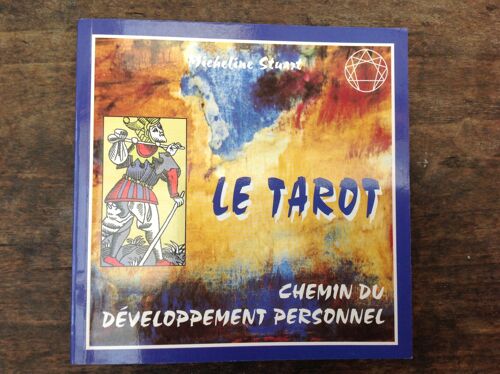 Micheline Stuart
LE TAROT
CHEMIN DU
DÉVELOPPEMENT PERSONNEL